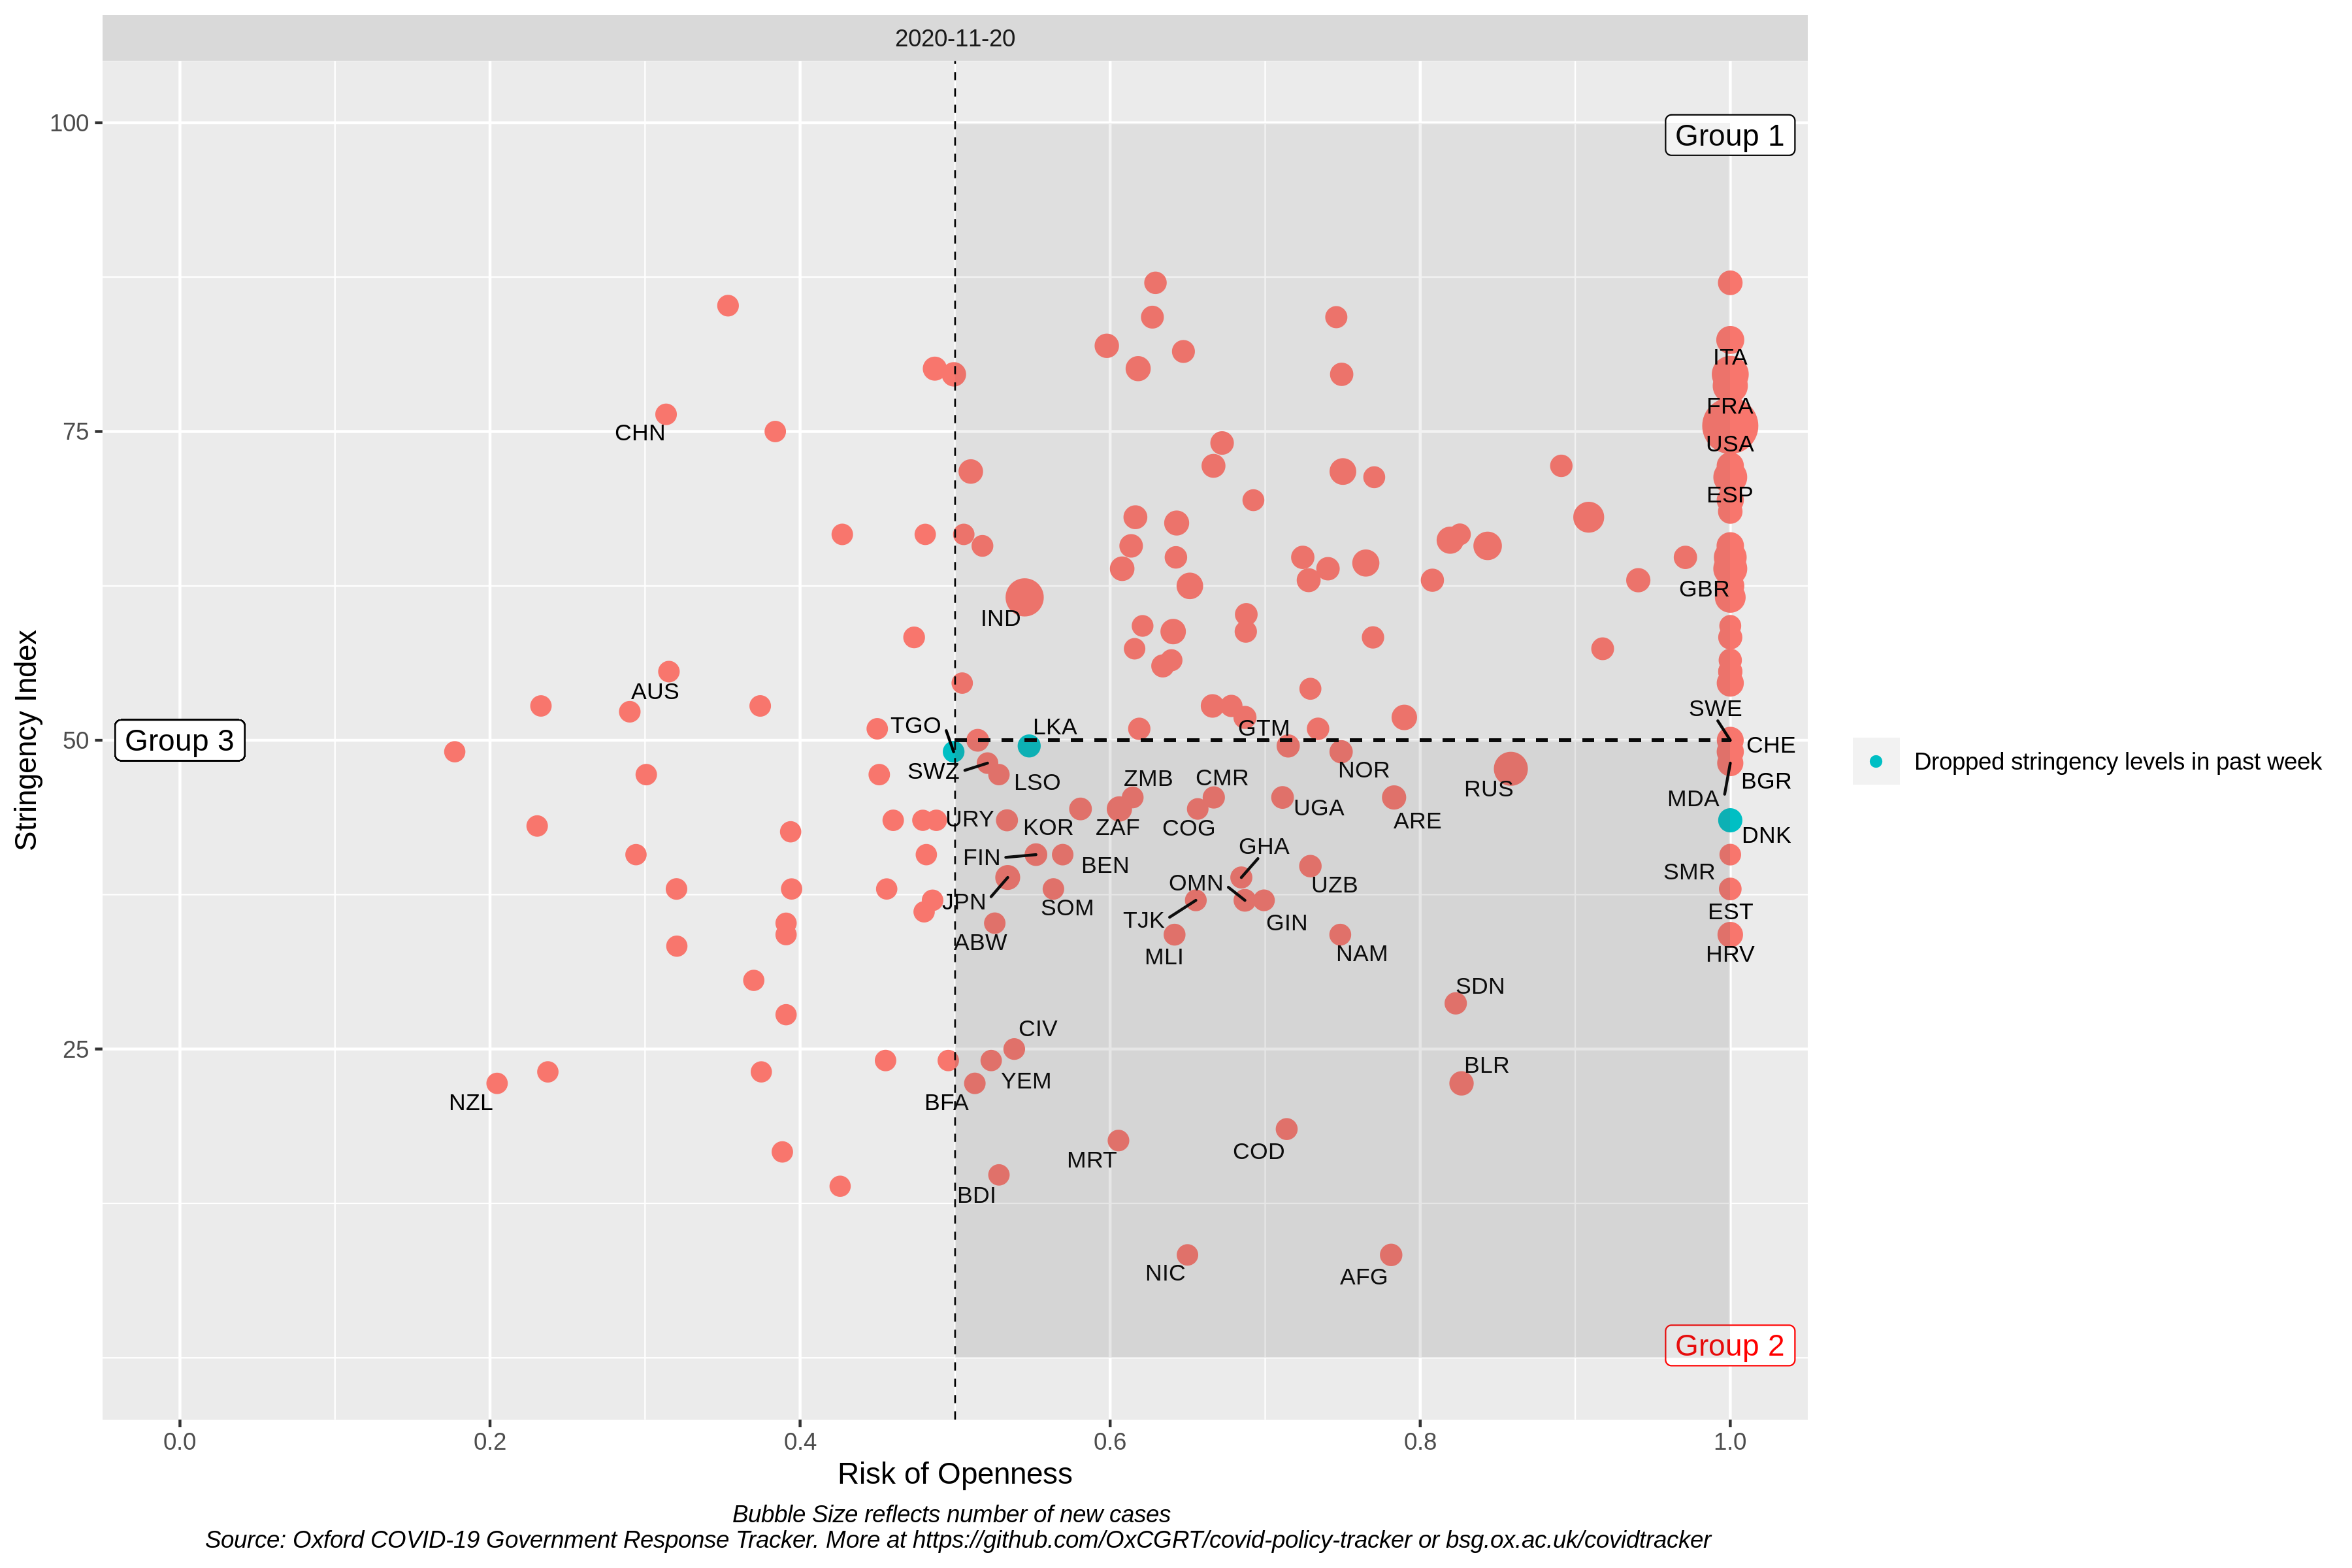 2020-11-20
100
Group 1
ITA
FRA
CHN
75
USA
ESP
GBR
IND
AUS
SWE
TGO
LKA
GTM
50
Group 3
CHE
SWZ
NOR
LSO
ZMB
CMR
BGR
RUS
MDA
UGA
URY
KOR
ZAF
COG
ARE
DNK
GHA
FIN
BEN
SMR
OMN
UZB
JPN
SOM
EST
TJK
GIN
ABW
MLI
NAM
HRV
SDN
CIV
25
BLR
YEM
NZL
BFA
COD
MRT
BDI
NIC
AFG
Group 2
Stringency Index
0.0
0.2
0.4
0.6
0.8
1.0
Risk of Openness
Dropped stringency levels in past week
Bubble Size reflects number of new cases
Source: Oxford COVID-19 Government Response Tracker. More at https://github.com/OxCGRT/covid-policy-tracker or bsg.ox.ac.uk/covidtracker